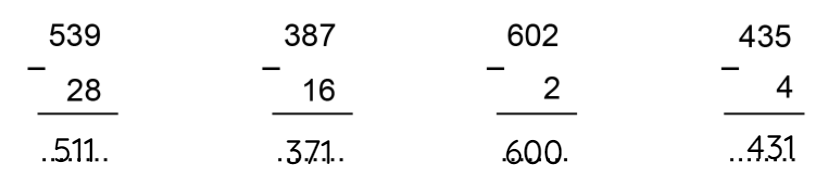 539 387 602 435
− − − −
28 16 2 4
..511.. .371.. .600. ..431